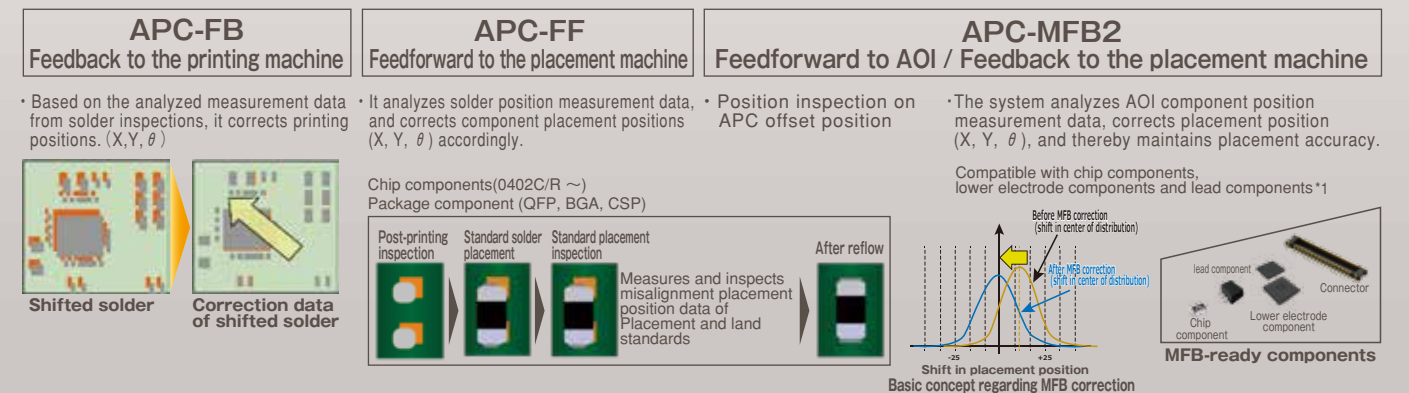 APC-FB
Feedback to the printing machine
・Based on the analyzed measurement data
from solder inspections, it corrects printing
positions.（X,Y, θ）
Shifted solder
Correction data
of shifted solder
APC-FF
Feedforward to the placement machine
・It analyzes solder position measurement data,
and corrects component placement positions
(X, Y, θ) accordingly.
Chip components(0402C/R ～)
Package component (QFP, BGA, CSP)
Post-printing
inspection
Standard solder
placement
Standard placement
inspection
Measures and inspects
misalignment placement
position data of
Placement and land
standards
After reflow
APC-MFB2
Feedforward to AOI / Feedback to the placement machine
・Position inspection on
APC offset position
・The system analyzes AOI component position
measurement data, corrects placement position
(X, Y, θ), and thereby maintains placement accuracy.
Compatible with chip components,
lower electrode components and lead components*1
Before MFB correction
(shift in center of distribution)
After MFB correction
(shift in center of distribution)
-25
+25
Shift in placement position
Basic concept regarding MFB correction
lead component
Connector
Chip
component
Lower electrode
component
MFB-ready components